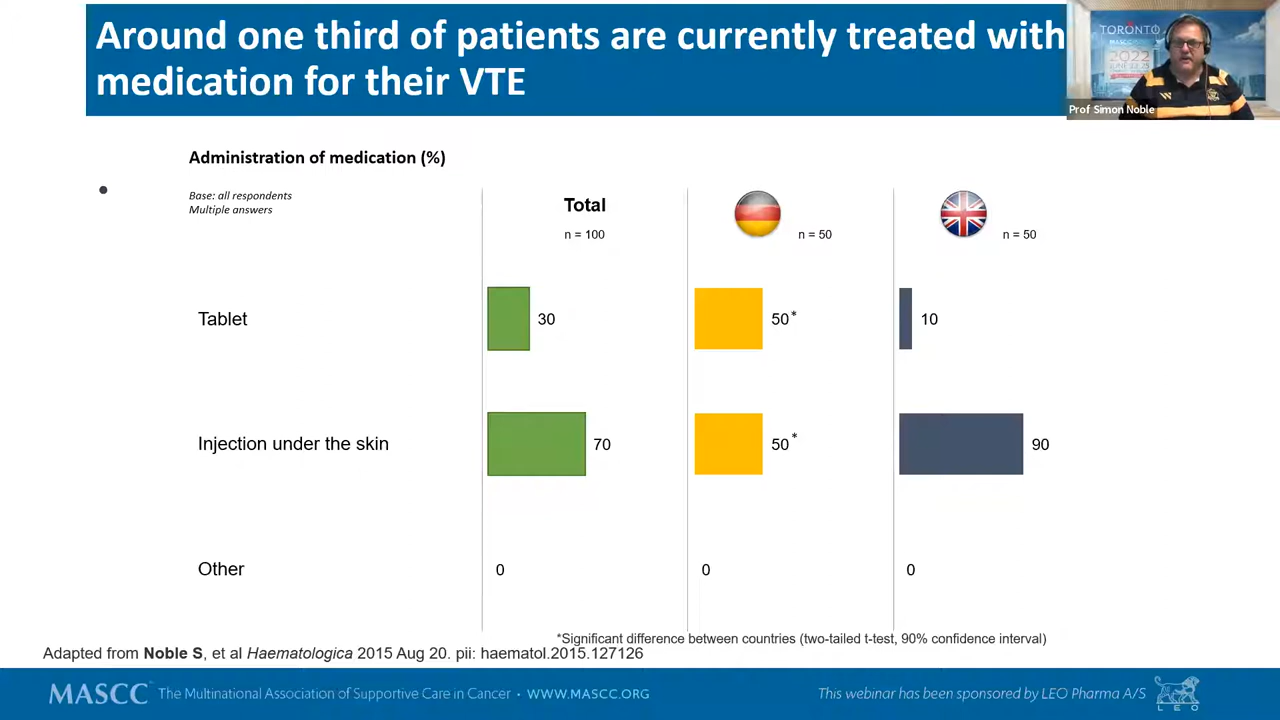 Around one third of patients are currently treated with
medication for their VTE
TORONTO
MASCC
2022
Prof Simon Noble
Administration of medication (%)
Base: all respondents
Multiple answers
Total
n = 100
n = 50
n = 50
Tablet
30
50*
10
Injection under the skin
70
50*
90
Other
0
0
0
*Significant difference between countries (two-tailed t-test, 90% confidence interval)
Adapted from Noble S, et al Haematologica 2015 Aug 20. pii: haematol.2015.127126
MASCC The Multinational Association of Supportive Care in Cancer • WWW.MASCC.ORG
This webinar has been sponsored by LEO Pharma A/S
LEO